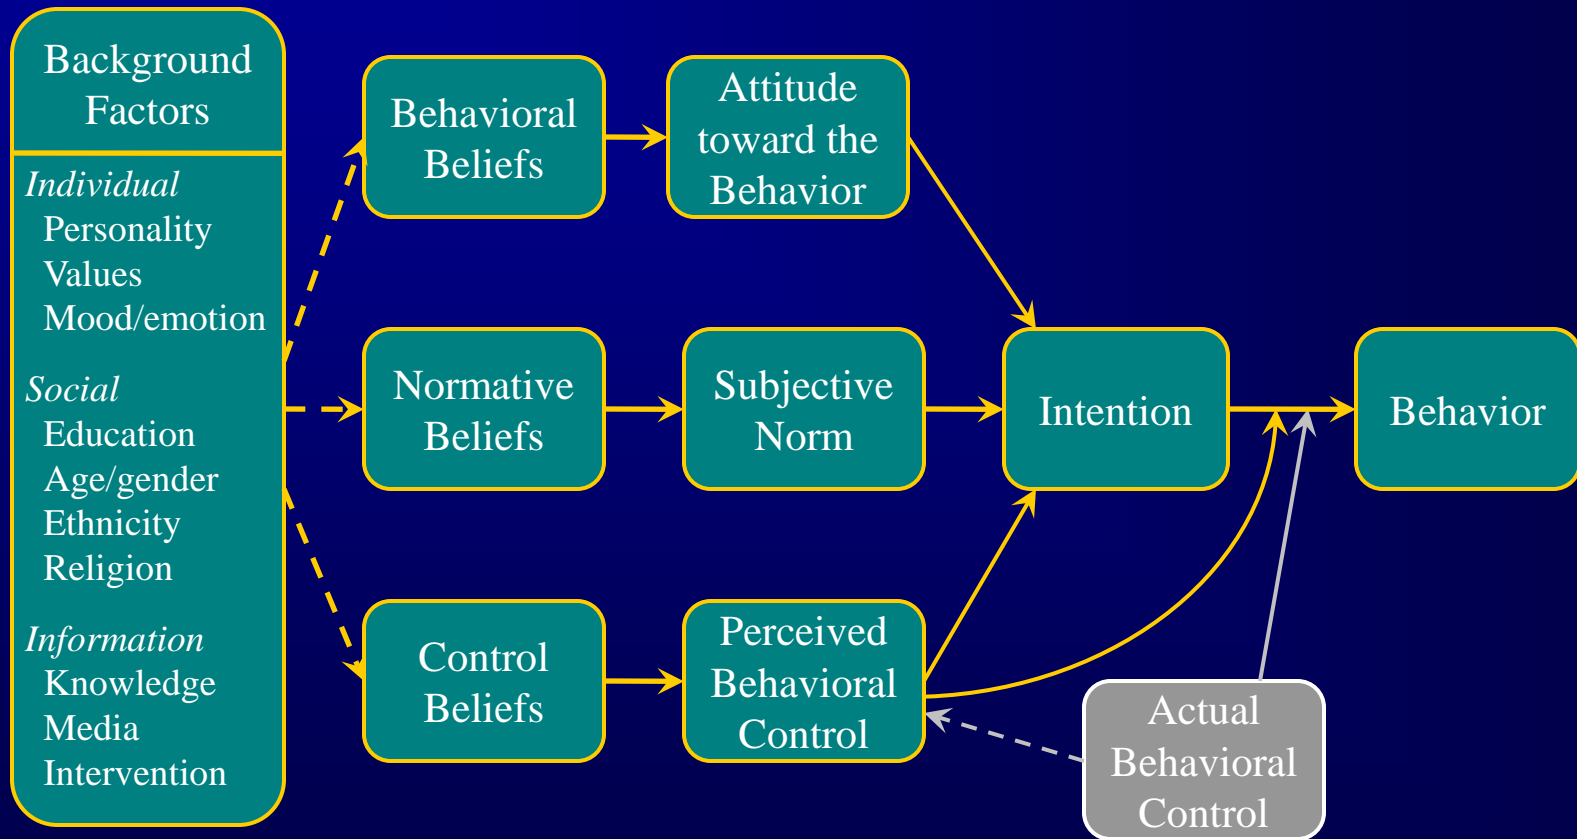 Background
Factors
Individual
Personality
Values
Mood/emotion
Social
Education
Age/gender
Ethnicity
Religion
Information
Knowledge
Media
Intervention
Behavioral
Beliefs
Attitude
toward the
Behavior
Normative
Beliefs
Subjective
Norm
Intention
Behavior
Control
Beliefs
Perceived
Behavioral
Control
Actual
Behavioral
Control